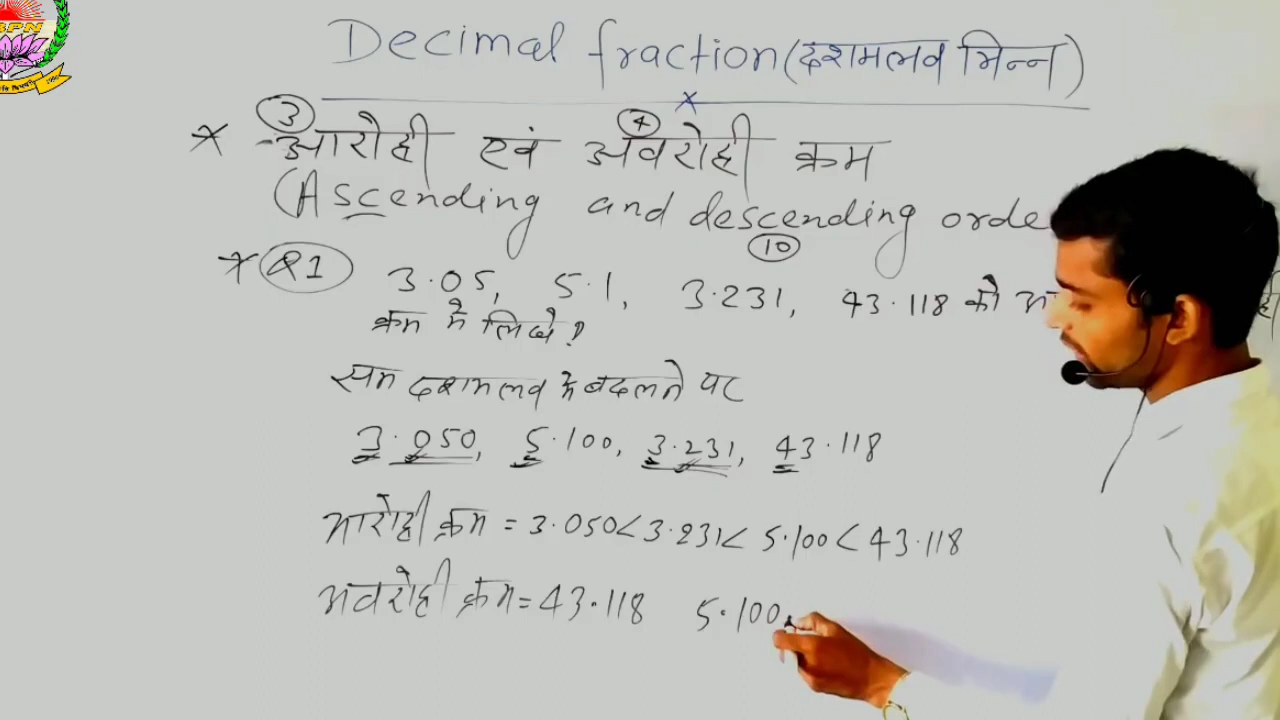 BPN
Decimal fraction (दशमलव भिन्न)
③ ④
* आरोही एवं अवरोही क्रम
(Ascending and descending orde
⑩
* Q1 3.05, 5.1, 3.231, 43.118 को
क्रम में लिखे?
सम दशमलव में बदलने पर
3.050, 5.100, 3.231, 43.118
आरोही क्रम = 3.050 < 3.231 < 5.100 < 43.118
अवरोही क्रम = 43.118 5.100